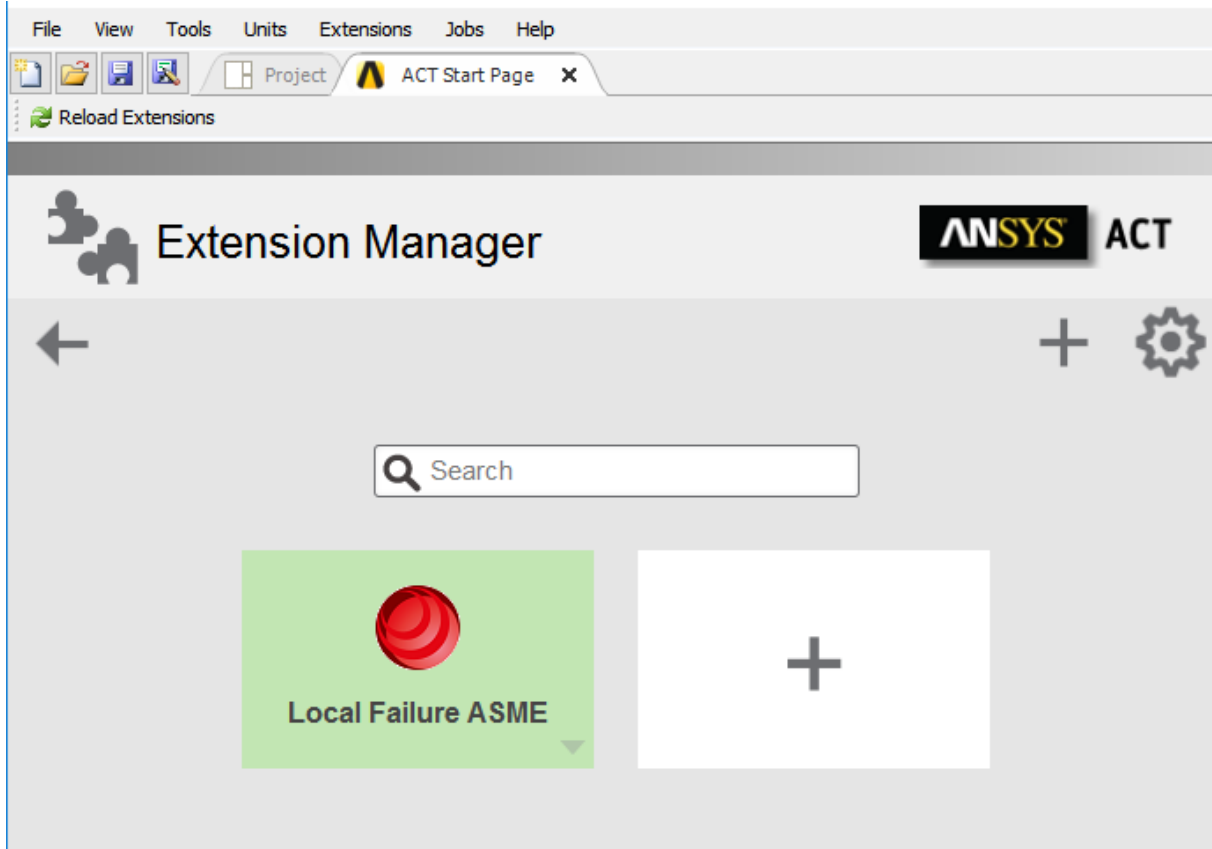 File View Tools Units Extensions Jobs Help
Project ACT Start Page
Reload Extensions
Extension Manager ANSYS ACT
Search
Local Failure ASME